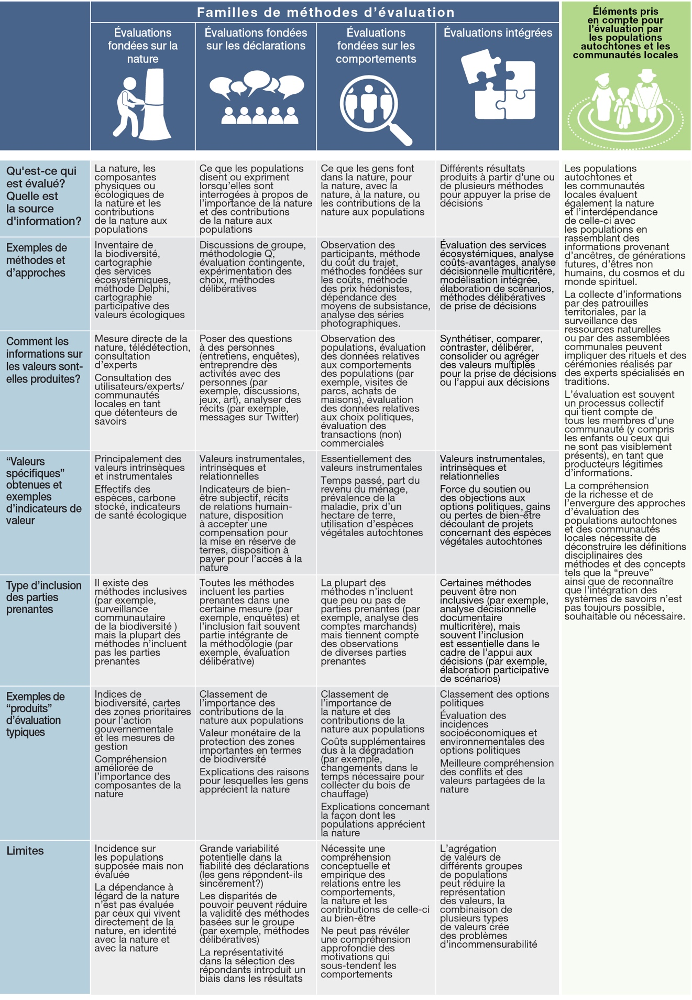 Familles de méthodes d’évaluation
Évaluations
fondées sur la
nature
Évaluations fondées
sur les déclarations
Évaluations
fondées sur les
comportements
Évaluations intégrées
Éléments pris
en compte pour
l’évaluation par
les populations
autochtones et les
communautés locales
Qu'est-ce qui
est évalué?
Quelle est
la source
d'information?
La nature, les
composantes
physiques ou
écologiques de
la nature et les
contributions
de la nature aux
populations
Ce que les populations
disent ou expriment
lorsqu’elles sont
interrogées à propos de
l’importance de la nature
et des contributions
de la nature aux
populations
Ce que les gens font
dans la nature, pour
la nature, avec la
nature, à la nature, ou
les contributions de la
nature aux populations
Différents résultats
produits à partir d'une ou
de plusieurs méthodes
pour appuyer la prise de
décisions
Exemples de
méthodes et
d’approches
Inventaire de
la biodiversité,
cartographie
des services
écosystémiques,
méthode Delphi,
cartographie
participative des
valeurs écologiques
Discussions de groupe,
méthodologie Q,
évaluation contingente,
expérimentation des
choix, méthodes
délibératives
Observation des
participants, méthode
du coût du trajet,
méthodes fondées sur
les coûts, méthode
des prix hédonistes,
dépendance des
moyens de subsistance,
analyse des séries
photographiques.
Évaluation des services
écosystémiques, analyse
coûts-avantages, analyse
décisionnelle multicritère,
modélisation intégrée,
élaboration de scénarios,
méthodes délibératives
de prise de décisions
Comment les
informations sur
les valeurs sont-
elles produites?
Mesure directe de la
nature, télédétection,
consultation
d’experts
Consultation des
utilisateurs/experts/
communautés
locales en tant
que détenteurs de
savoirs
Poser des questions
à des personnes
(entretiens, enquêtes),
entreprendre des
activités avec des
personnes (par
exemple, discussions,
jeux, art), analyser des
récits (par exemple,
messages sur Twitter)
Observation des
populations, évaluation
des données relatives
aux comportements
des populations (par
exemple, visites de
parcs, achats de
maisons), évaluation
des données relatives
aux choix politiques,
évaluation des
transactions (non)
commerciales
Synthétiser, comparer,
contraster, délibérer,
consolider ou agréger
des valeurs multiples
pour la prise de décisions
ou l’appui aux décisions
“Valeurs
spécifiques”
obtenues et
exemples
d’indicateurs de
valeur
Principalement des
valeurs intrinsèques
et instrumentales
Effectifs des
espèces, carbone
stocké, indicateurs
de santé écologique
Valeurs instrumentales,
intrinsèques et
relationnelles
Indicateurs de bien-
être subjectif, récits
de relations humain-
nature, disposition
à accepter une
compensation pour
la mise en réserve de
terres, disposition à
payer pour l’accès à la
nature
Essentiellement des
valeurs instrumentales
Temps passé, part du
revenu du ménage,
prévalence de la
maladie, prix d’un
hectare de terre,
utilisation d’espèces
végétales autochtones
Valeurs instrumentales,
intrinsèques et
relationnelles
Force du soutien ou
des objections aux
options politiques, gains
ou pertes de bien-être
découlant de projets
concernant des espèces
végétales autochtones
Type d’inclusion
des parties
prenantes
Il existe des
méthodes inclusives
(par exemple,
surveillance
communautaire
de la biodiversité )
mais la plupart des
méthodes n’incluent
pas les parties
prenantes
Toutes les méthodes
incluent les parties
prenantes dans une
certaine mesure (par
exemple, enquêtes) et
l’inclusion fait souvent
partie intégrante de
la méthodologie (par
exemple, évaluation
délibérative)
La plupart des
méthodes n’incluent
que peu ou pas de
parties prenantes (par
exemple, analyse des
comptes marchands)
mais tiennent compte
des observations
de diverses parties
prenantes
Certaines méthodes
peuvent être non
inclusives (par exemple,
analyse décisionnelle
documentaire
multicritère), mais
souvent l’inclusion
est essentielle dans le
cadre de l’appui aux
décisions (par exemple,
élaboration participative
de scénarios)
Exemples de
“produits”
d’évaluation
typiques
Indices de
biodiversité, cartes
des zones prioritaires
pour l’action
gouvernementale
et les mesures de
gestion
Compréhension
améliorée de
l’importance des
composantes de la
nature
Classement de
l’importance des
contributions de la
nature aux populations
Valeur monétaire de la
protection des zones
importantes en termes
de biodiversité
Explications des raisons
pour lesquelles les gens
apprécient la nature
Classement de
l’importance de
la nature et des
contributions de la
nature aux populations
Coûts supplémentaires
dus à la dégradation
(par exemple,
changements dans le
temps nécessaire pour
collecter du bois de
chauffage)
Explications concernant
la façon dont les
populations apprécient
la nature
Classement des options
politiques
Évaluation des
incidences
socioéconomiques et
environnementales des
options politiques
Meilleure compréhension
des conflits et des
valeurs partagées de la
nature
Limites
Incidence sur
les populations
supposée mais non
évaluée
La dépendance à
légard de la nature
n’est pas évaluée
par ceux qui vivent
directement de la
nature, en identité
avec la nature et
avec la nature
Grande variabilité
potentielle dans la
fiabilité des déclarations
(les gens répondent-ils
sincèrement?)
Les disparités de
pouvoir peuvent réduire
la validité des méthodes
basées sur le groupe
(par exemple, méthodes
délibératives)
La représentativité
dans la sélection des
répondants introduit un
biais dans les résultats
Nécessite une
compréhension
conceptuelle et
empirique des
relations entre les
comportements,
la nature et les
contributions de celle-ci
au bien-être
Ne peut pas révéler
une compréhension
approfondie des
motivations qui
sous-tendent les
comportements
L’agrégation
de valeurs de
différents groupes
de populations
peut réduire la
représentation
des valeurs, la
combinaison de
plusieurs types
de valeurs crée
des problèmes
d’incommensurabilité
Les populations
autochtones et
les communautés
locales évaluent
également la nature
et l’interdépendance
de celle-ci avec
les populations en
rassemblant des
informations provenant
d’ancêtres, de générations
futures, d’êtres non
humains, du cosmos et du
monde spirituel.
La collecte d’informations
par des patrouilles
territoriales, par la
surveillance des
ressources naturelles
ou par des assemblées
communales peuvent
impliquer des rituels et des
cérémonies réalisés par
des experts spécialisés en
traditions.
L’évaluation est souvent
un processus collectif
qui tient compte de
tous les membres d’une
communauté (y compris
les enfants ou ceux qui
ne sont pas visiblement
présents), en tant que
producteurs légitimes
d’informations.
La compréhension
de la richesse et de
l’envergure des approches
d’évaluation des
populations autochtones
et des communautés
locales nécessite de
déconstruire les définitions
disciplinaires des
méthodes et des concepts
tels que la “preuve”
ainsi que de reconnaître
que l’intégration des
systèmes de savoirs n’est
pas toujours possible,
souhaitable ou nécessaire.